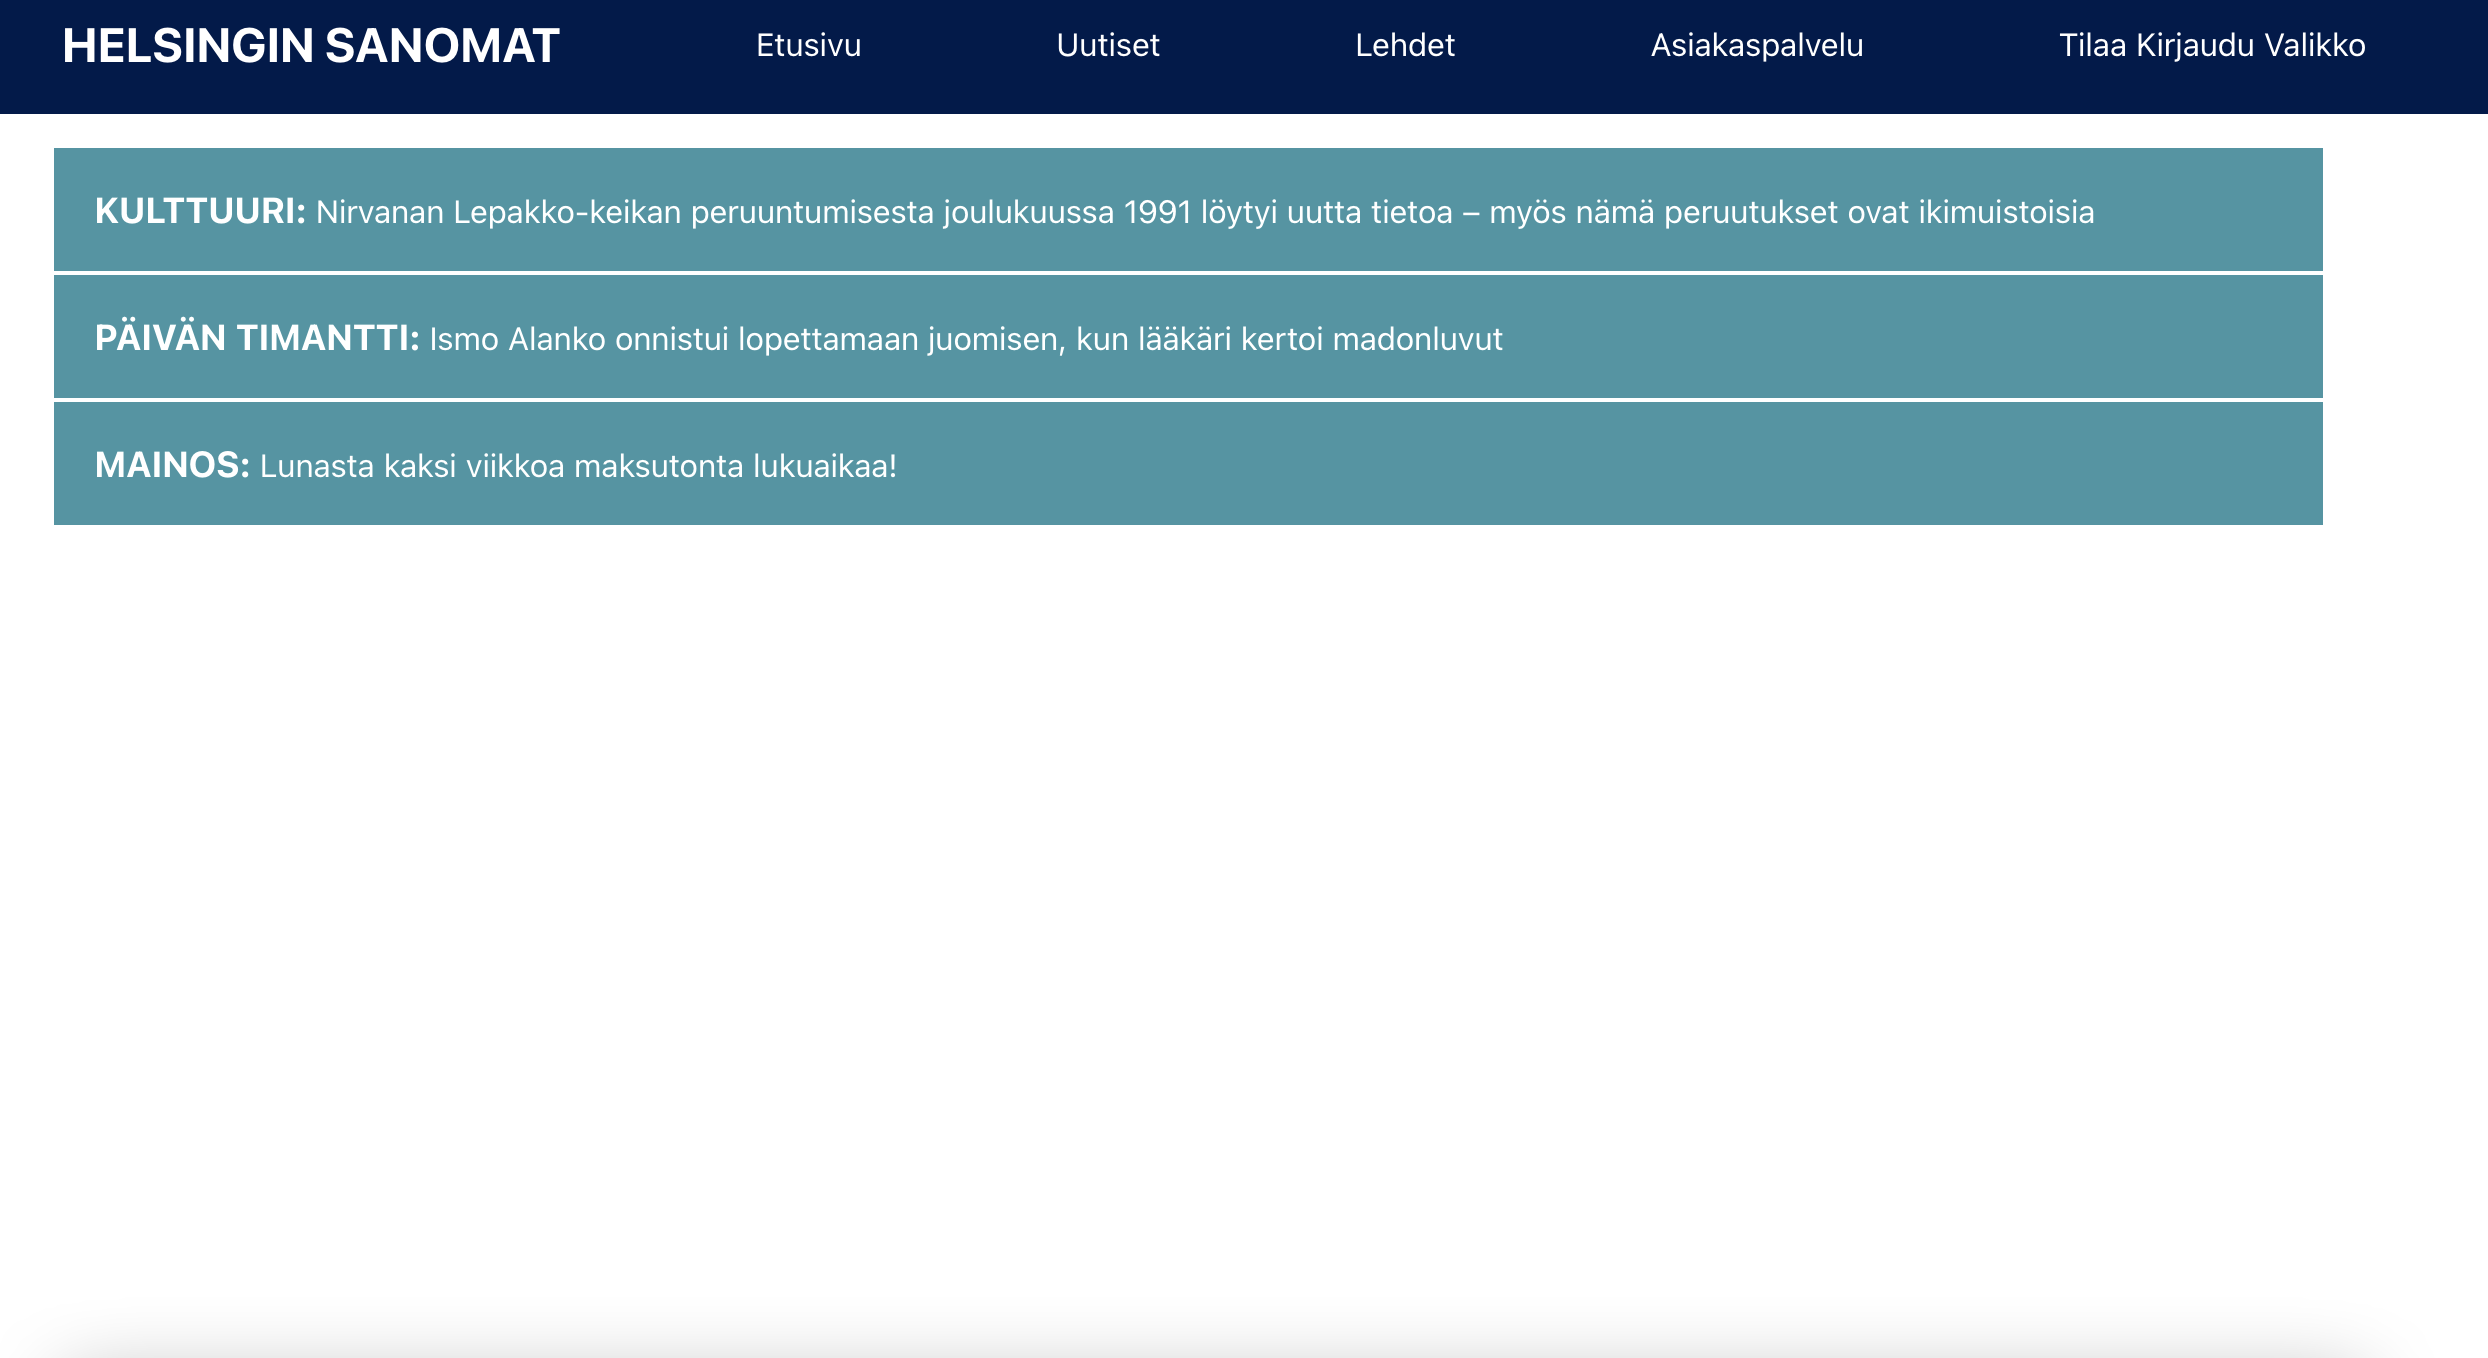 HELSINGIN SANOMAT Etusivu Uutiset Lehdet Asiakaspalvelu Tilaa Kirjaudu Valikko
KULTTUURI: Nirvanan Lepakko-keikan peruuntumisesta joulukuussa 1991 löytyi uutta tietoa – myös nämä peruutukset ovat ikimuistoisia
PÄIVÄN TIMANTTI: Ismo Alanko onnistui lopettamaan juomisen, kun lääkäri kertoi madonluvut
MAINOS: Lunasta kaksi viikkoa maksutonta lukuaikaa!